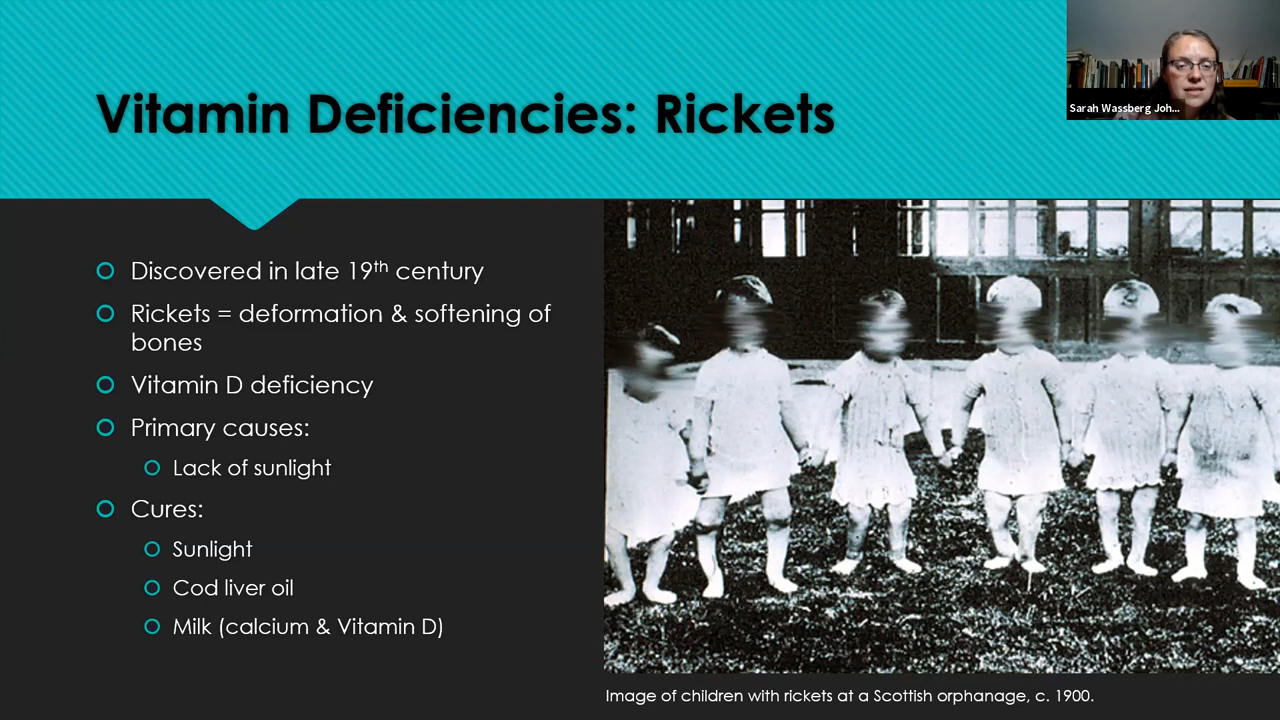 Vitamin Deficiencies: Rickets
Sarah Wassberg Joh...
Discovered in late 19th century
Rickets = deformation & softening of
bones
Vitamin D deficiency
Primary causes:
Lack of sunlight
Cures:
Sunlight
Cod liver oil
Milk (calcium & Vitamin D)
Image of children with rickets at a Scottish orphanage, c. 1900.